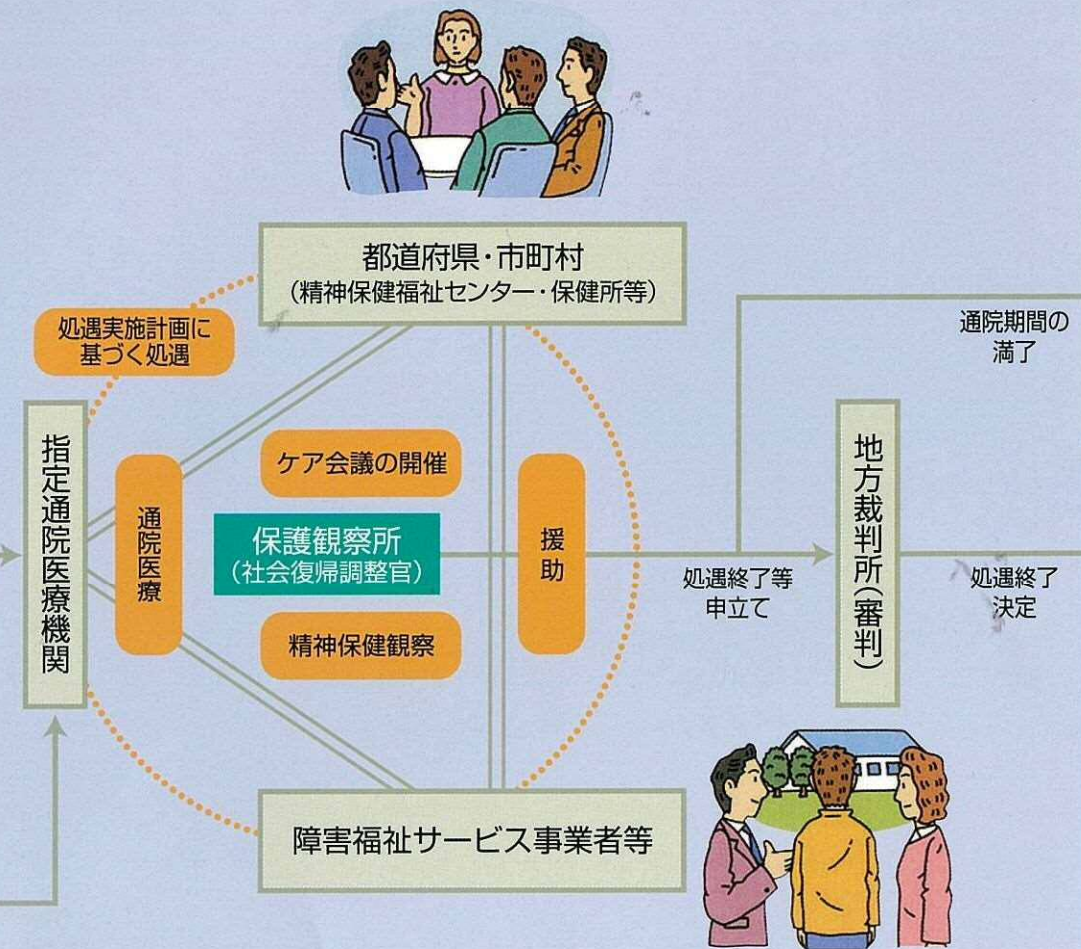 都道府県・市町村
(精神保健福祉センター・保健所等)
処遇実施計画に
基づく処遇
通院期間の
満了
指定通院医療機関
通院医療
ケア会議の開催
保護観察所
(社会復帰調整官)
精神保健観察
援助
処遇終了等
申立て
地方裁判所(審判)
処遇終了
決定
障害福祉サービス事業者等